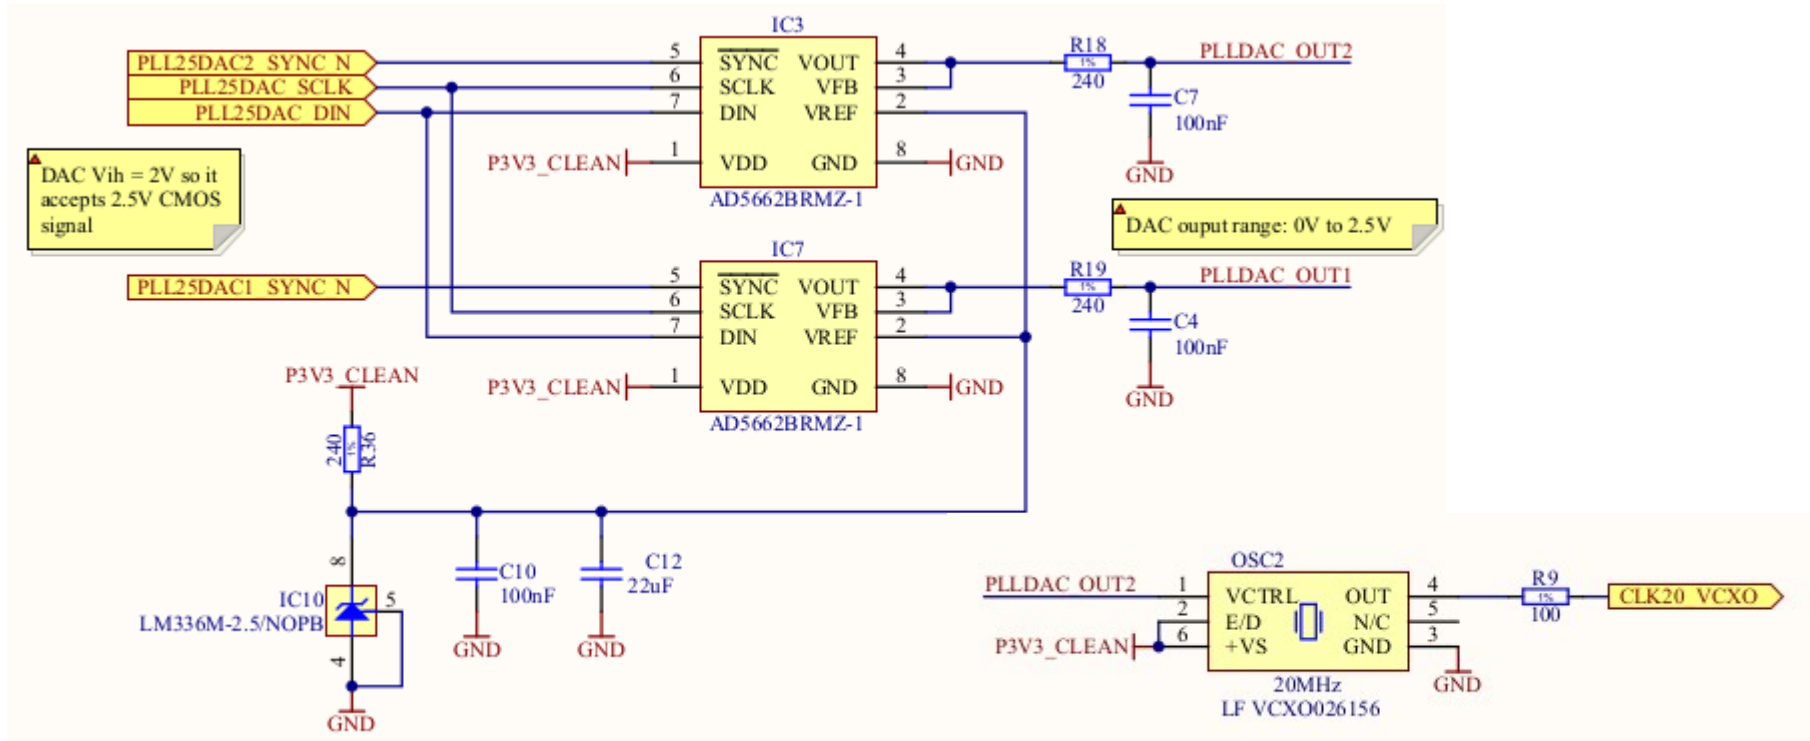 IC3
PLL25DAC2_SYNC_N
PLL25DAC_SCLK
PLL25DAC_DIN
5 SYNC VOUT 4
6 SCLK VFB 3
7 DIN VREF 2
P3V3_CLEAN 1 VDD GND 8 GND
AD5662BRMZ-1
R18
1%
240
PLLDAC_OUT2
C7
100nF
GND
DAC Vih = 2V so it
accepts 2.5V CMOS
signal
DAC ouput range: 0V to 2.5V
IC7
PLL25DAC1_SYNC_N
5 SYNC VOUT 4
6 SCLK VFB 3
7 DIN VREF 2
P3V3_CLEAN 1 VDD GND 8 GND
AD5662BRMZ-1
R19
1%
240
PLLDAC_OUT1
C4
100nF
GND
P3V3_CLEAN
240
1%
R36
8
IC10
LM336M-2.5/NOPB
5
4
GND
C10
100nF
GND
C12
22uF
GND
OSC2
PLLDAC_OUT2 1 VCTRL OUT 4
2 E/D N/C 5
P3V3_CLEAN 6 +VS GND 3
GND
20MHz
LF VCXO026156
R9
1%
100
CLK20_VCXO